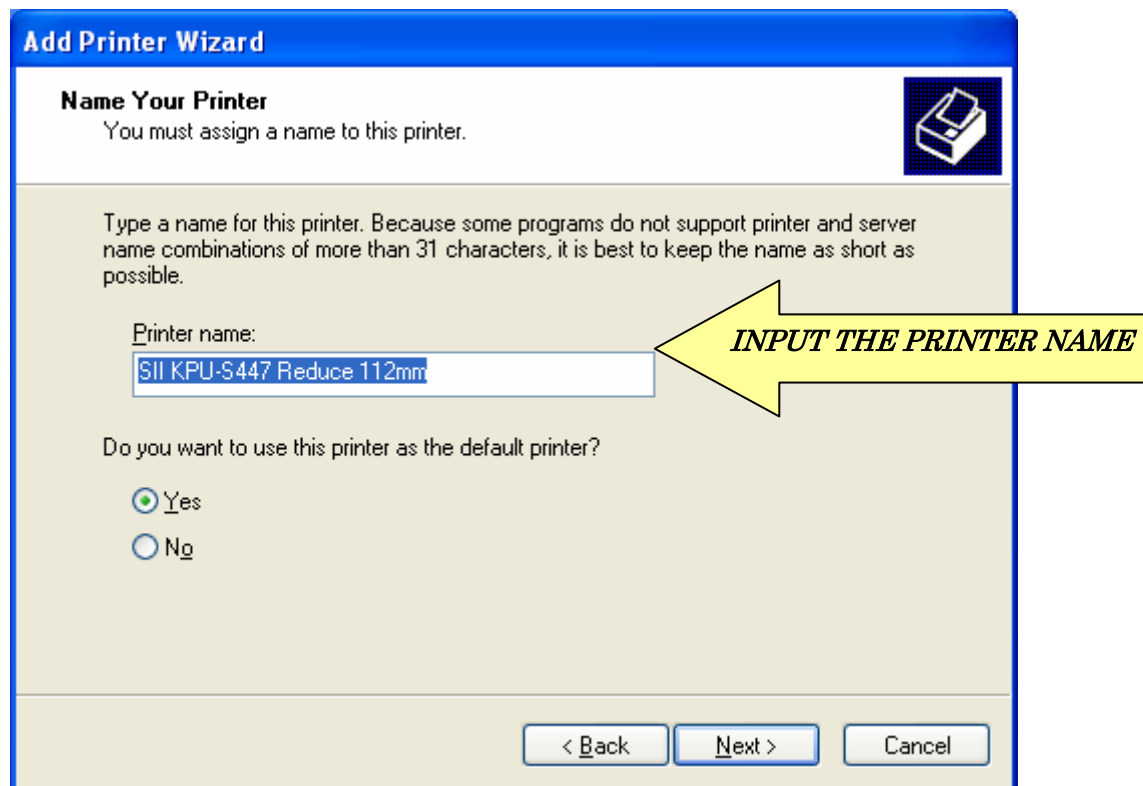 Add Printer Wizard
Name Your Printer
You must assign a name to this printer.
Type a name for this printer. Because some programs do not support printer and server
name combinations of more than 31 characters, it is best to keep the name as short as
possible.
Printer name:
INPUT THE PRINTER NAME
SII KPU-S447 Reduce 112mm
Do you want to use this printer as the default printer?
Yes
No
< Back
Next >
Cancel